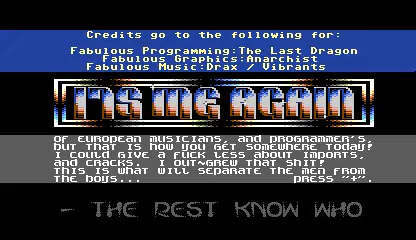 Credits go to the following for:
Fabulous Programming:The Last Dragon
Fabulous Graphics:Anarchist
Fabulous Music:Drax / Vibrants
ITS ME AGAIN
OF EUROPEAN MUSICIANS, AND PROGRAMMER'S,
BUT THAT IS HOW YOU GET SOMEWHERE TODAY;
I COULD GIVE A FUCK LESS ABOUT IMPORTS,
AND CRACKS. I OUTGREW THAT SHIT!
THIS IS WHAT WILL SEPARATE THE MEN FROM
THE BOYS... PRESS "+".
- THE REST KNOW WHO